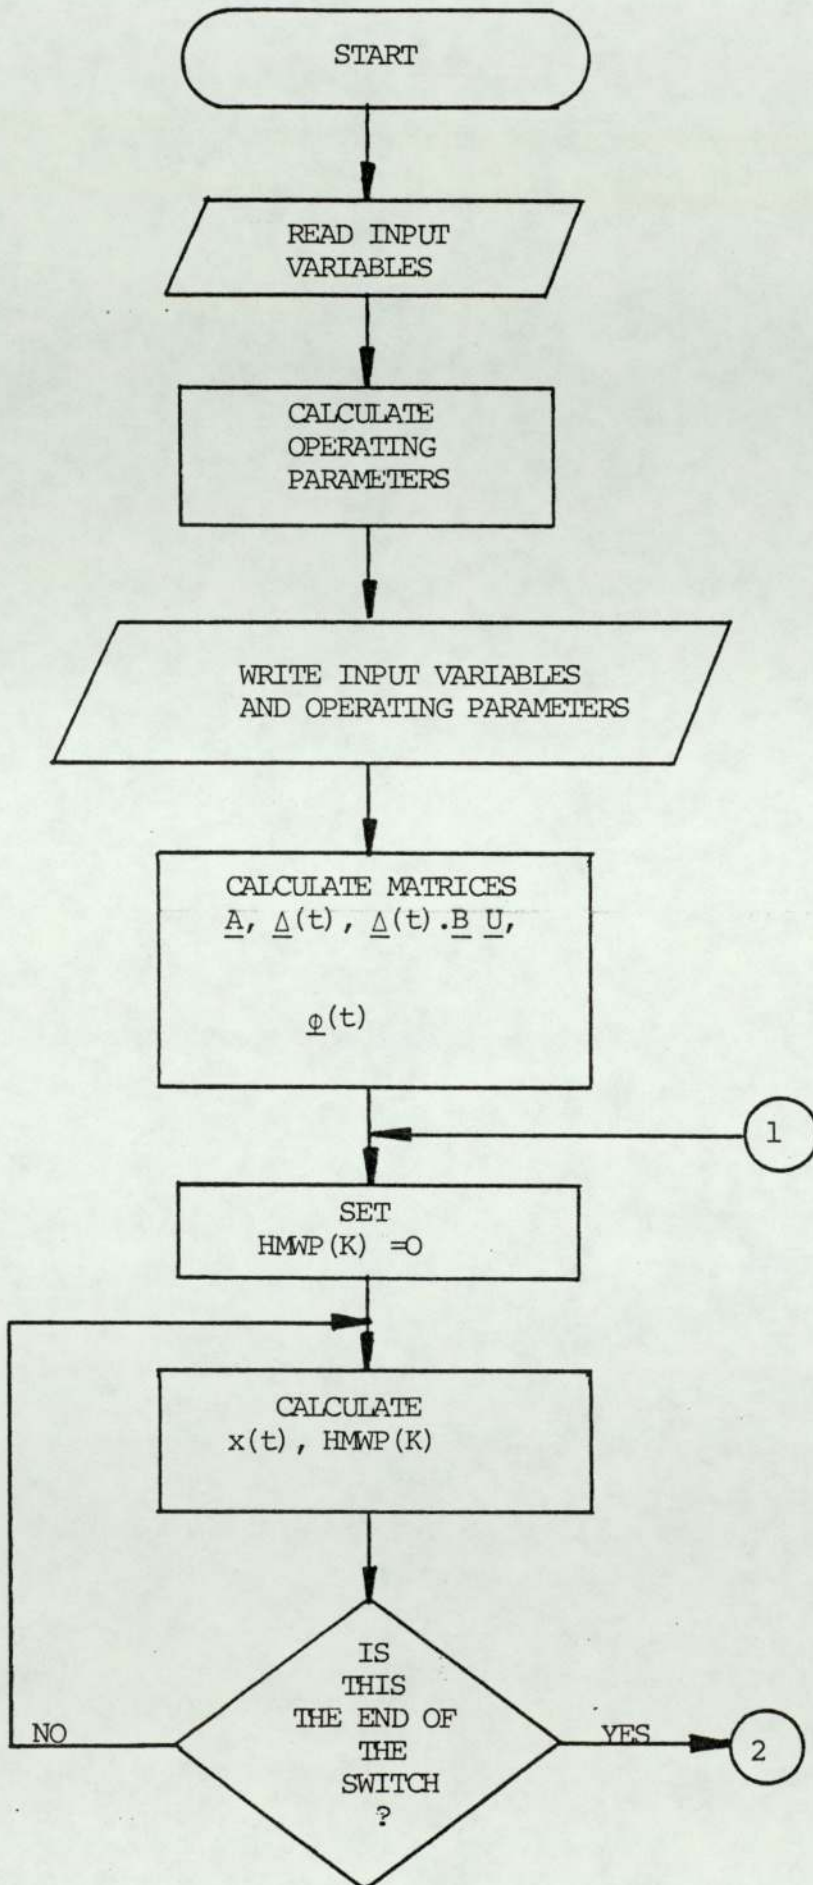 START
READ INPUT
VARIABLES
CALCULATE
OPERATING
PARAMETERS
WRITE INPUT VARIABLES
AND OPERATING PARAMETERS
CALCULATE MATRICES
A, Δ(t), Δ(t).B U,
φ(t)
1
SET
HMWP(K) =O
CALCULATE
x(t), HMWP(K)
IS
THIS
THE END OF
THE
SWITCH
?
NO
YES
2